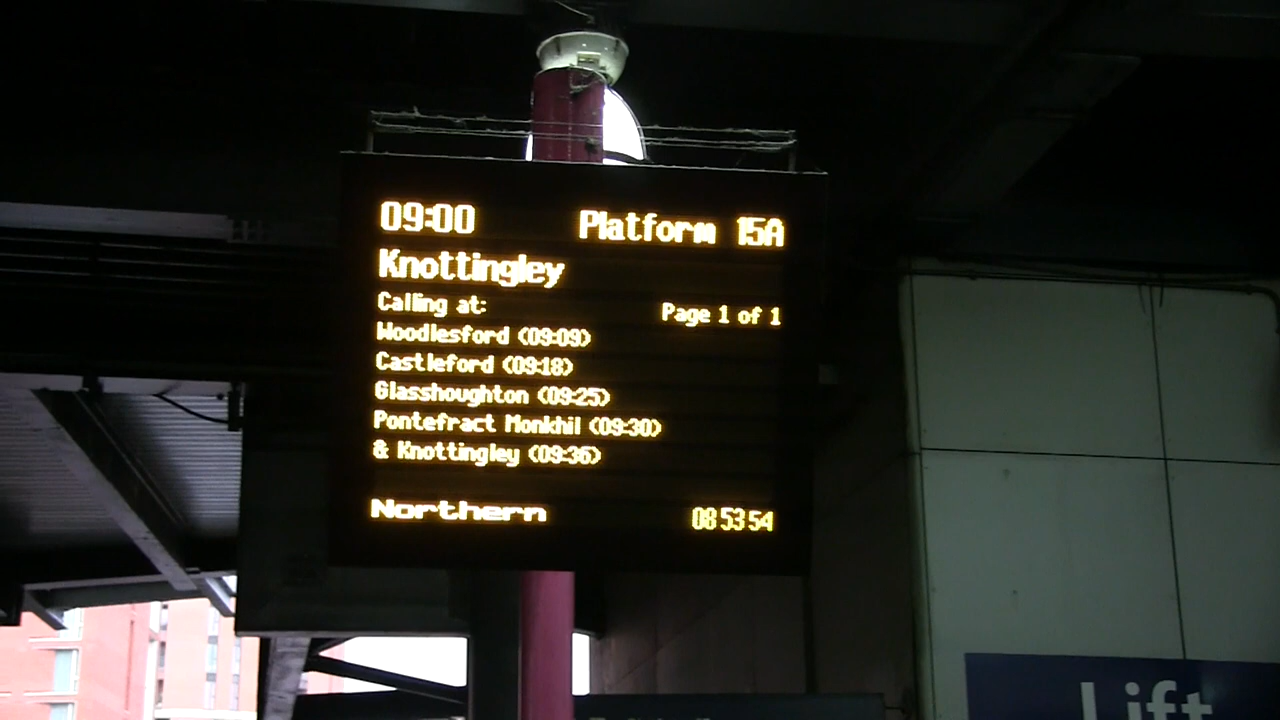 09:00 Platform 15A
Knottingley
Calling at: Page 1 of 1
Woodlesford (09:09)
Castleford (09:18)
Glasshoughton (09:25)
Pontefract Monkhil (09:30)
& Knottingley (09:36)
Northern 08 53 54
Lift